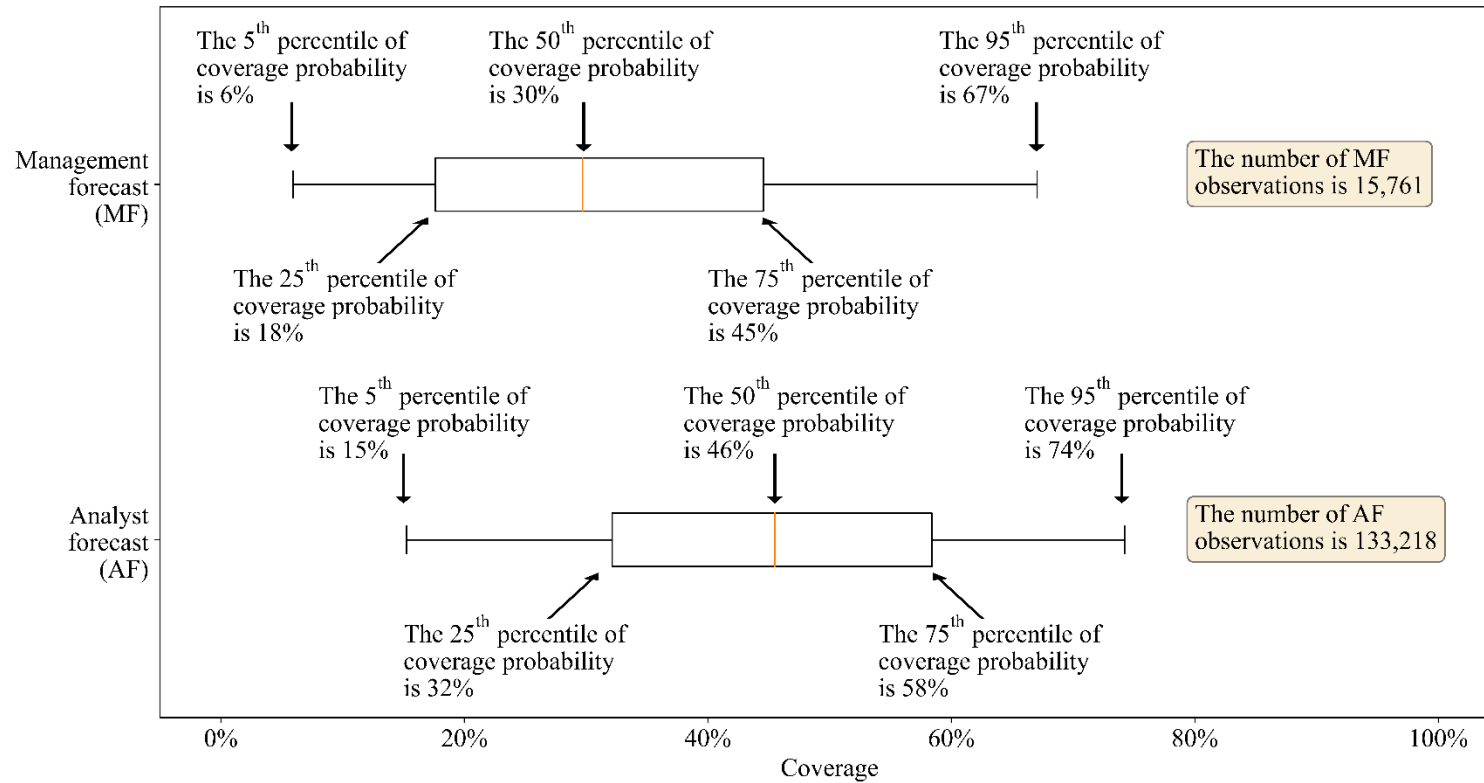 The 5th percentile of
coverage probability
is 6%
The 50th percentile of
coverage probability
is 30%
The 95th percentile of
coverage probability
is 67%
Management
forecast
(MF)
The number of MF
observations is 15,761
The 25th percentile of
coverage probability
is 18%
The 75th percentile of
coverage probability
is 45%
The 5th percentile of
coverage probability
is 15%
The 50th percentile of
coverage probability
is 46%
The 95th percentile of
coverage probability
is 74%
Analyst
forecast
(AF)
The number of AF
observations is 133,218
The 25th percentile of
coverage probability
is 32%
The 75th percentile of
coverage probability
is 58%
0% 20% 40% 60% 80% 100%
Coverage